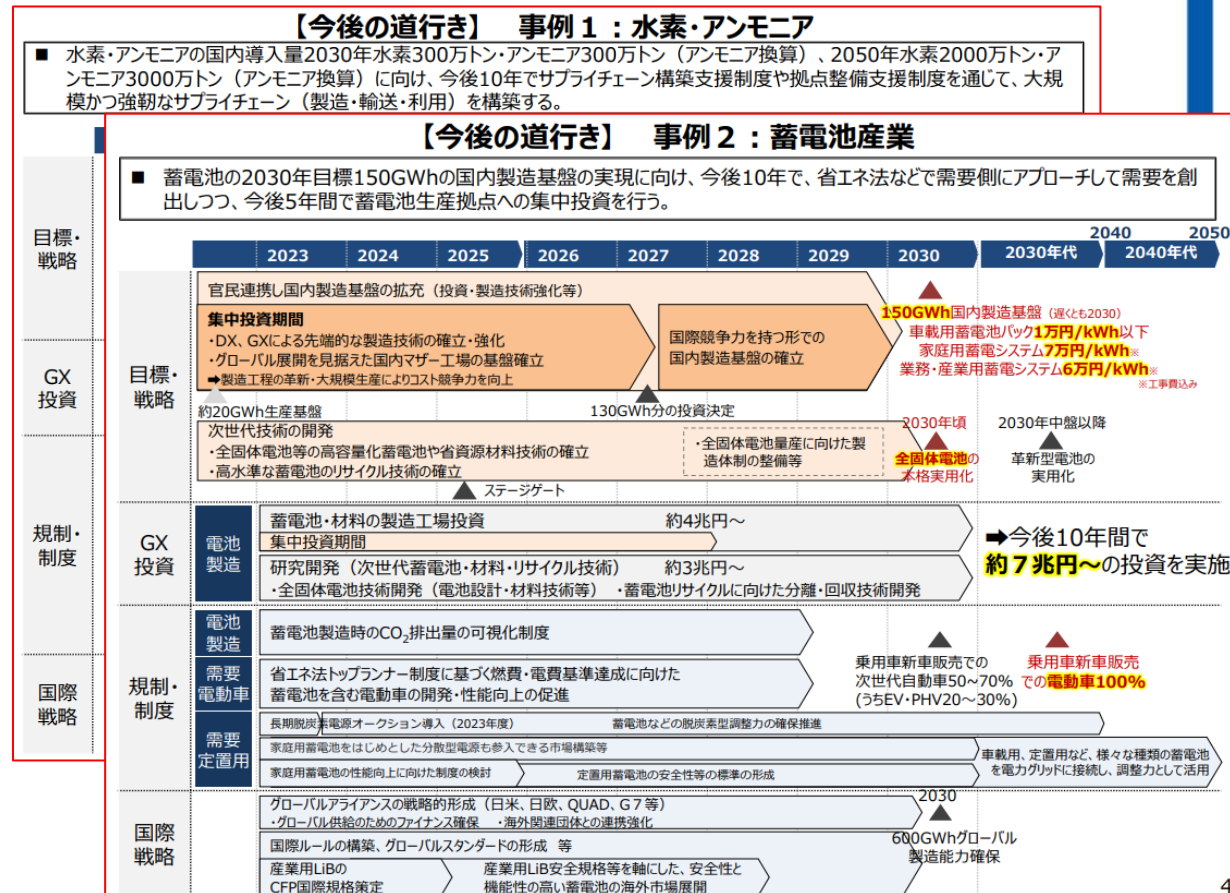 【今後の道行き】　事例１：水素・アンモニア
■ 水素・アンモニアの国内導入量2030年水素300万トン・アンモニア300万トン（アンモニア換算）、2050年水素2000万トン・ア
ンモニア3000万トン（アンモニア換算）に向け、今後10年でサプライチェーン構築支援制度や拠点整備支援制度を通じて、大規
模かつ強靭なサプライチェーン（製造・輸送・利用）を構築する。
目標・
戦略
GX
投資
規制・
制度
国際
戦略
【今後の道行き】　事例２：蓄電池産業
■ 蓄電池の2030年目標150GWhの国内製造基盤の実現に向け、今後10年で、省エネ法などで需要側にアプローチして需要を創
出しつつ、今後5年間で蓄電池生産拠点への集中投資を行う。
2040 2050
2023 2024 2025 2026 2027 2028 2029 2030 2030年代 2040年代
目標・
戦略
官民連携し国内製造基盤の拡充（投資・製造技術強化等）
集中投資期間
・DX、GXによる先端的な製造技術の確立・強化
・グローバル展開を見据えた国内マザー工場の基盤確立
➡製造工程の革新・大規模生産によりコスト競争力を向上
国際競争力を持つ形での
国内製造基盤の確立
150GWh国内製造基盤（遅くとも2030）
車載用蓄電池パック1万円/kWh以下
家庭用蓄電システム7万円/kWh※
業務・産業用蓄電システム6万円/kWh※
※工事費込み
約20GWh生産基盤
130GWh分の投資決定
次世代技術の開発
・全固体電池等の高容量化蓄電池や省資源材料技術の確立
・高水準な蓄電池のリサイクル技術の確立
・全固体電池量産に向けた製
造体制の整備等
ステージゲート
2030年頃
全固体電池の
本格実用化
2030年中盤以降
革新型電池の
実用化
GX
投資
電池
製造
蓄電池・材料の製造工場投資 約4兆円～
集中投資期間
研究開発（次世代蓄電池・材料・リサイクル技術） 約3兆円～
・全固体電池技術開発（電池設計・材料技術等） ・蓄電池リサイクルに向けた分離・回収技術開発
➡今後10年間で
約７兆円～の投資を実施
規制・
制度
電池
製造
蓄電池製造時のCO₂排出量の可視化制度
需要
電動車
省エネ法トップランナー制度に基づく燃費・電費基準達成に向けた
蓄電池を含む電動車の開発・性能向上の促進
乗用車新車販売での
次世代自動車50~70%
(うちEV・PHV20～30%)
乗用車新車販売
での電動車100%
需要
定置用
長期脱炭素電源オークション導入（2023年度） 蓄電池などの脱炭素型調整力の確保推進
家庭用蓄電池をはじめとした分散型電源も参入できる市場構築等
家庭用蓄電池の性能向上に向けた制度の検討 定置用蓄電池の安全性等の標準の形成
車載用、定置用など、様々な種類の蓄電池
を電力グリッドに接続し、調整力として活用
国際
戦略
グローバルアライアンスの戦略的形成（日米、日欧、QUAD、G７等）
・グローバル供給のためのファイナンス確保 ・海外関連団体との連携強化
国際ルールの構築、グローバルスタンダードの形成 等
産業用LiBの
CFP国際規格策定
産業用LiB安全規格等を軸にした、安全性と
機能性の高い蓄電池の海外市場展開
2030
600GWhグローバル
製造能力確保
4